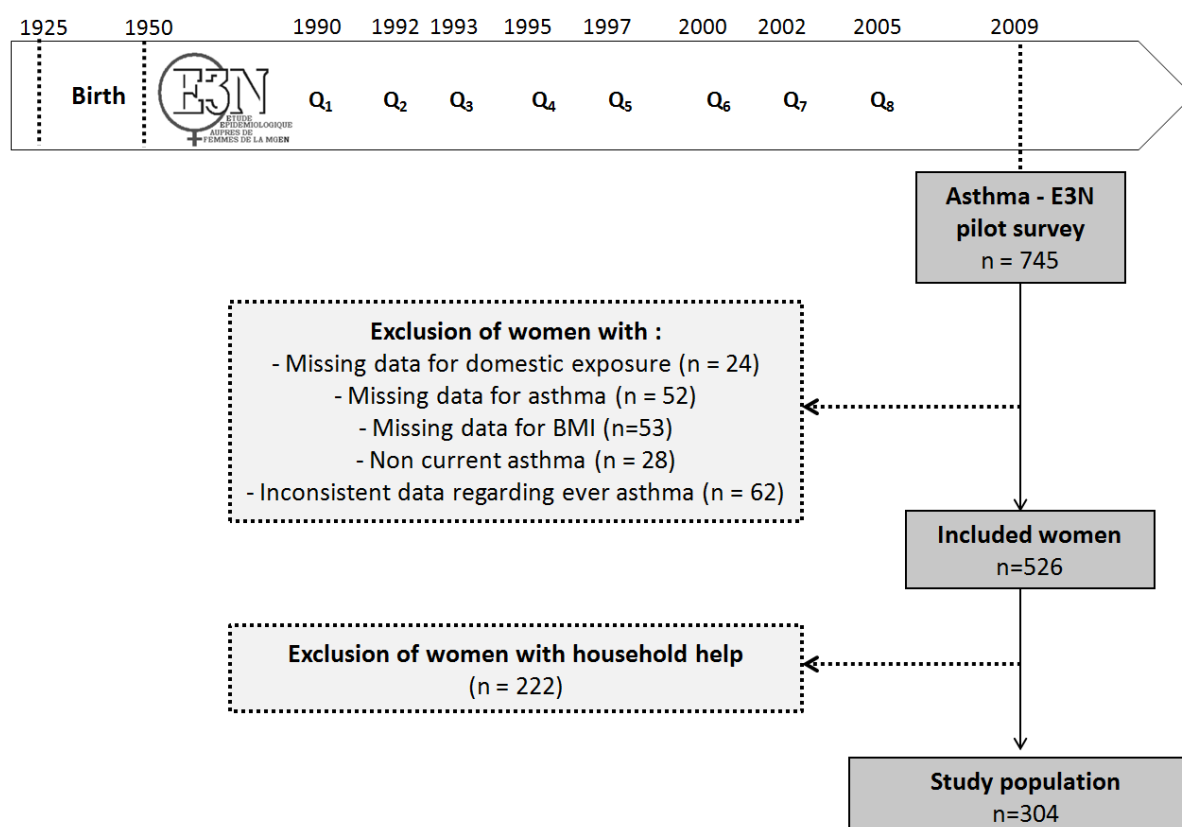 1925 1950 1990 1992 1993 1995 1997 2000 2002 2005 2009
Birth E3N Q1 Q2 Q3 Q4 Q5 Q6 Q7 Q8
ETUDE
EPIDEMIOLOGIQUE
AUPRES DE
FEMMES DE LA MGEN
Asthma - E3N
pilot survey
n = 745
Exclusion of women with :
- Missing data for domestic exposure (n = 24)
- Missing data for asthma (n = 52)
- Missing data for BMI (n=53)
- Non current asthma (n = 28)
- Inconsistent data regarding ever asthma (n = 62)
Included women
n=526
Exclusion of women with household help
(n = 222)
Study population
n=304